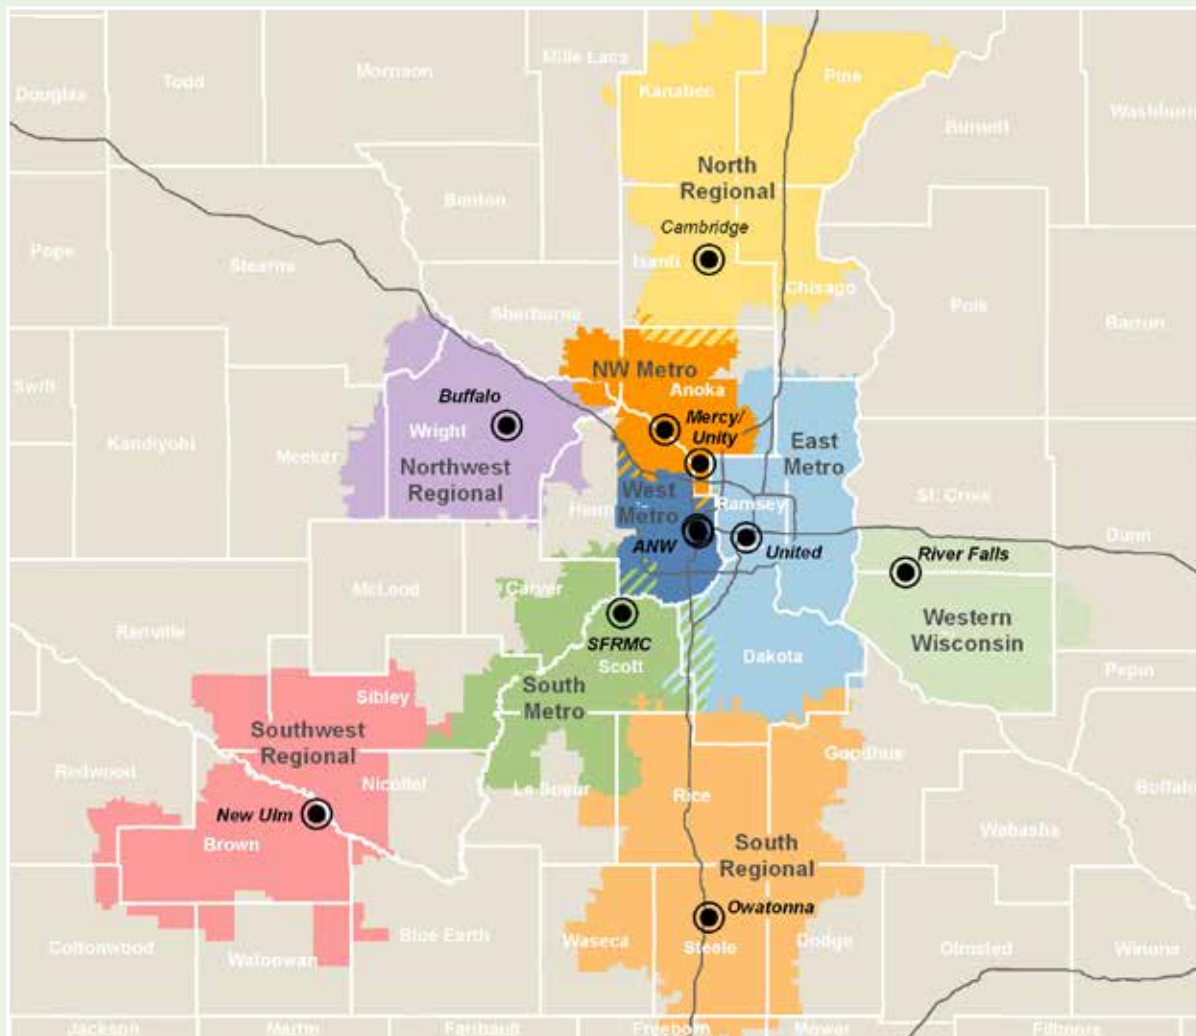 Mille Lacs
Morrison
Todd
Douglas
Kanabec
Pine
Washburn
Burnett
North
Regional
Benton
Cambridge
Pope
Stearns
Isanti
Chisago
Polk
Sherburne
Barron
NW Metro
Swift
Anoka
Buffalo
Mercy/
Unity
Wright
Kandiyohi
Meeker
Northwest
Regional
East
Metro
West
Metro
Henn
Ramsey
St. Croix
Dunn
ANW
United
River Falls
McLeod
Carver
Western
Wisconsin
Renville
SFRMC
Scott
Dakota
Pepin
Sibley
South
Metro
Southwest
Regional
Goodhue
Redwood
Nicollet
Le Sueur
Rice
Buffalo
New Ulm
Brown
Wabasha
South
Regional
Owatonna
Cottonwood
Watonwan
Blue Earth
Waseca
Steele
Dodge
Olmsted
Winona
Jackson
Martin
Faribault
Freeborn
Mower
Fillmore